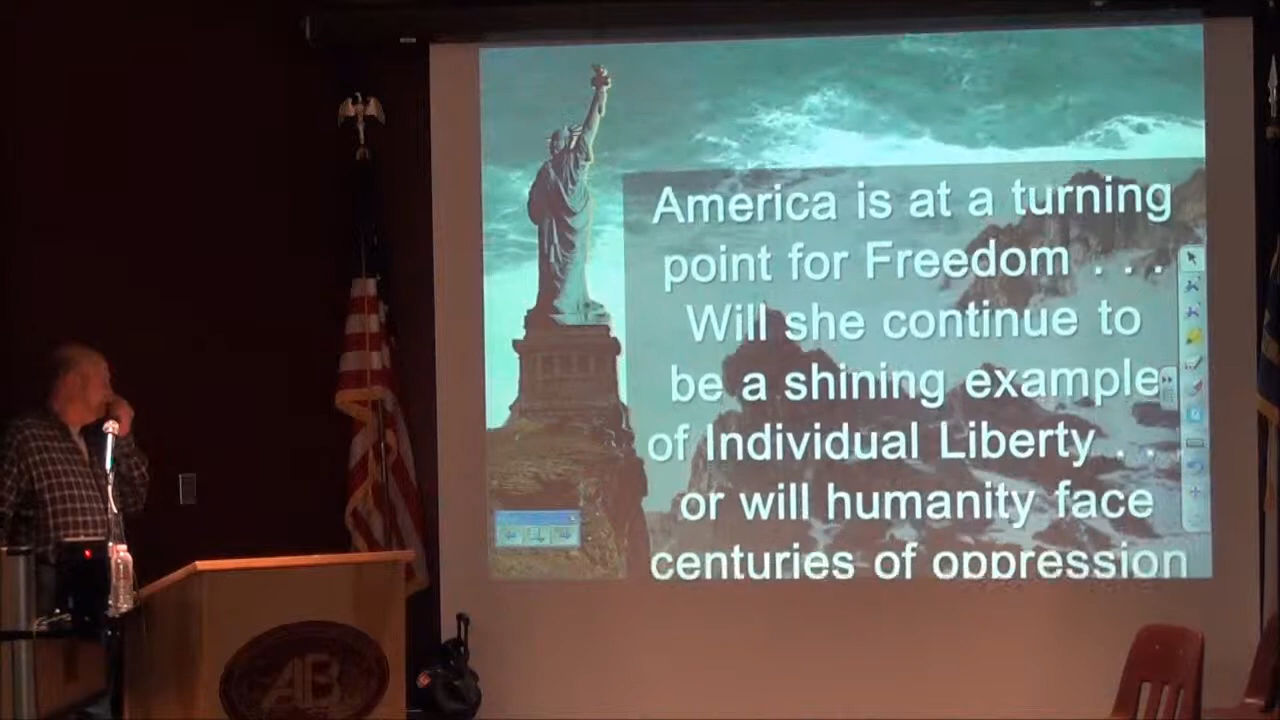 America is at a turning
point for Freedom . . .
Will she continue to
be a shining example
of Individual Liberty . . .
or will humanity face
centuries of oppression
AB